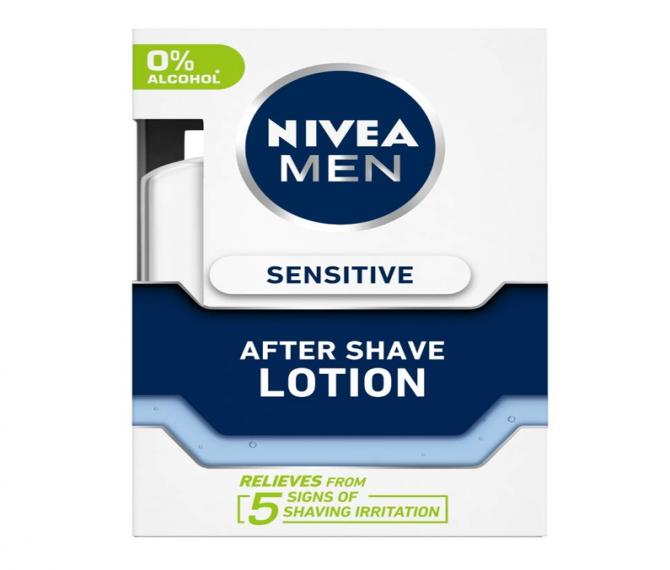 0%
ALCOHOL*
NIVEA
MEN
SENSITIVE
AFTER SHAVE
LOTION
RELIEVES FROM
5 SIGNS OF
SHAVING IRRITATION